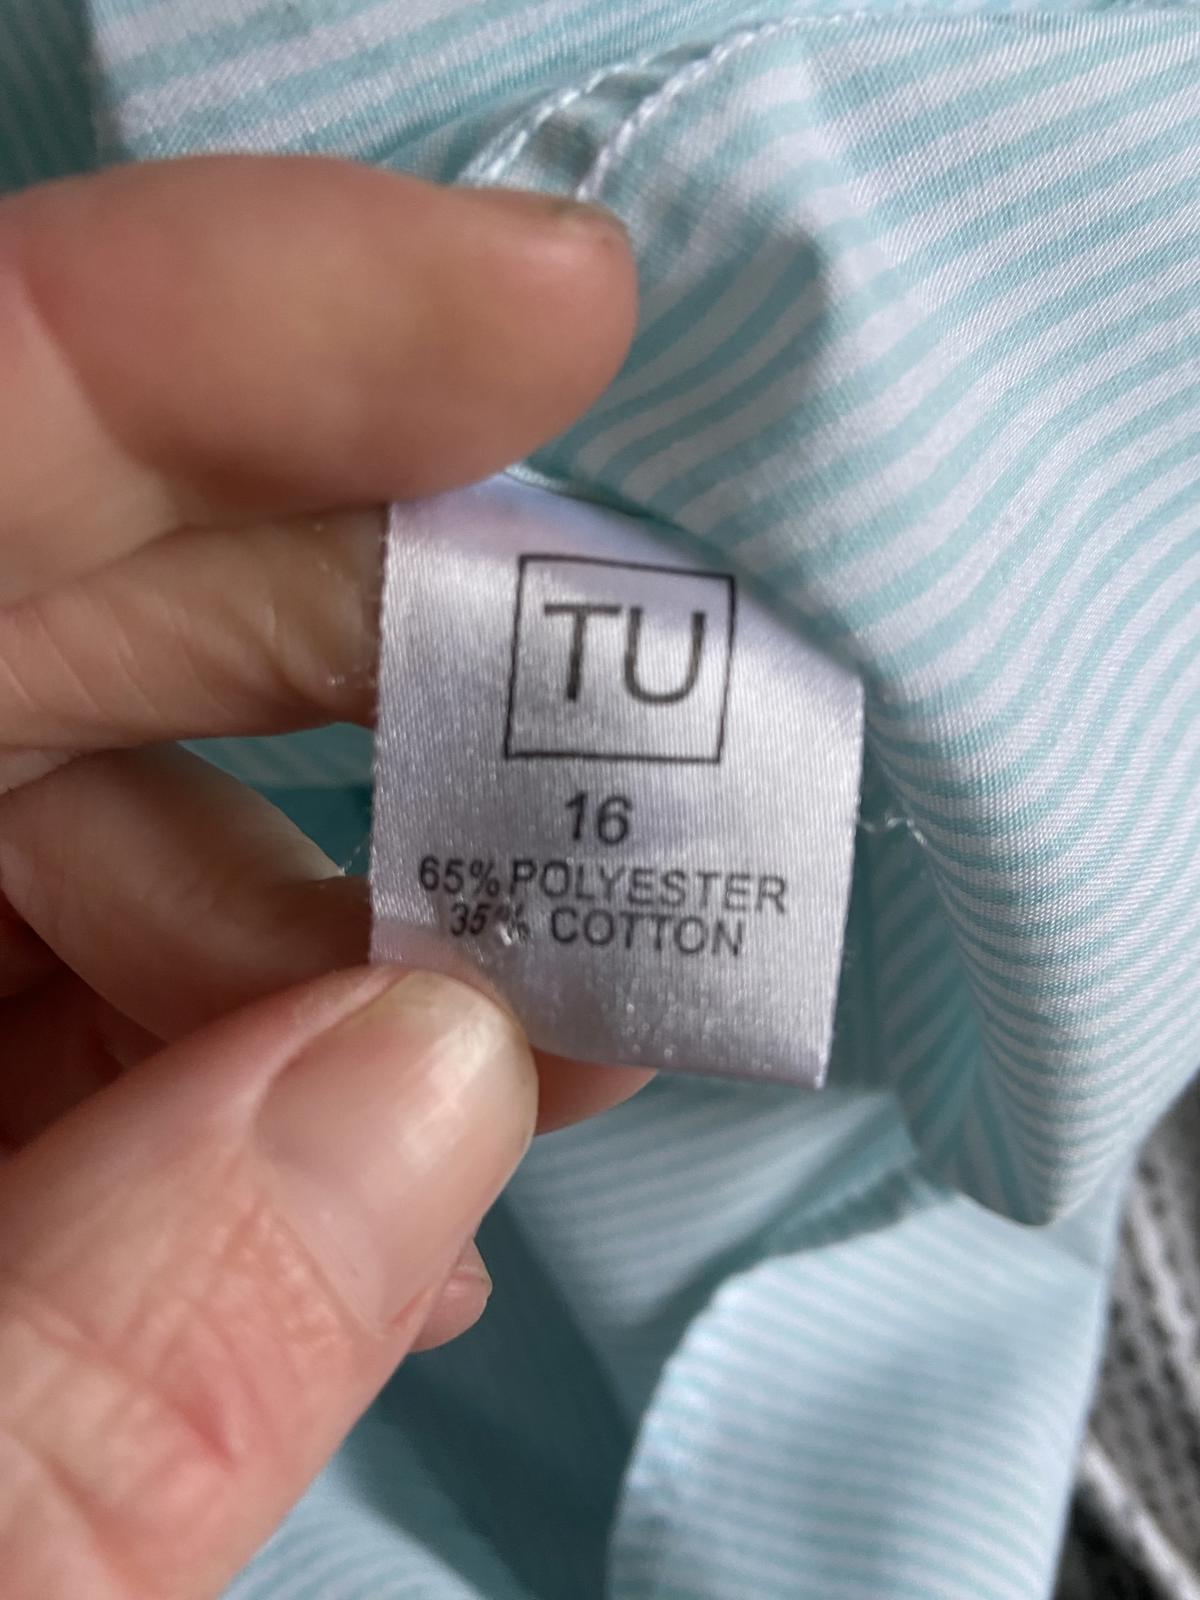 TU
16
65% POLYESTER
35% COTTON